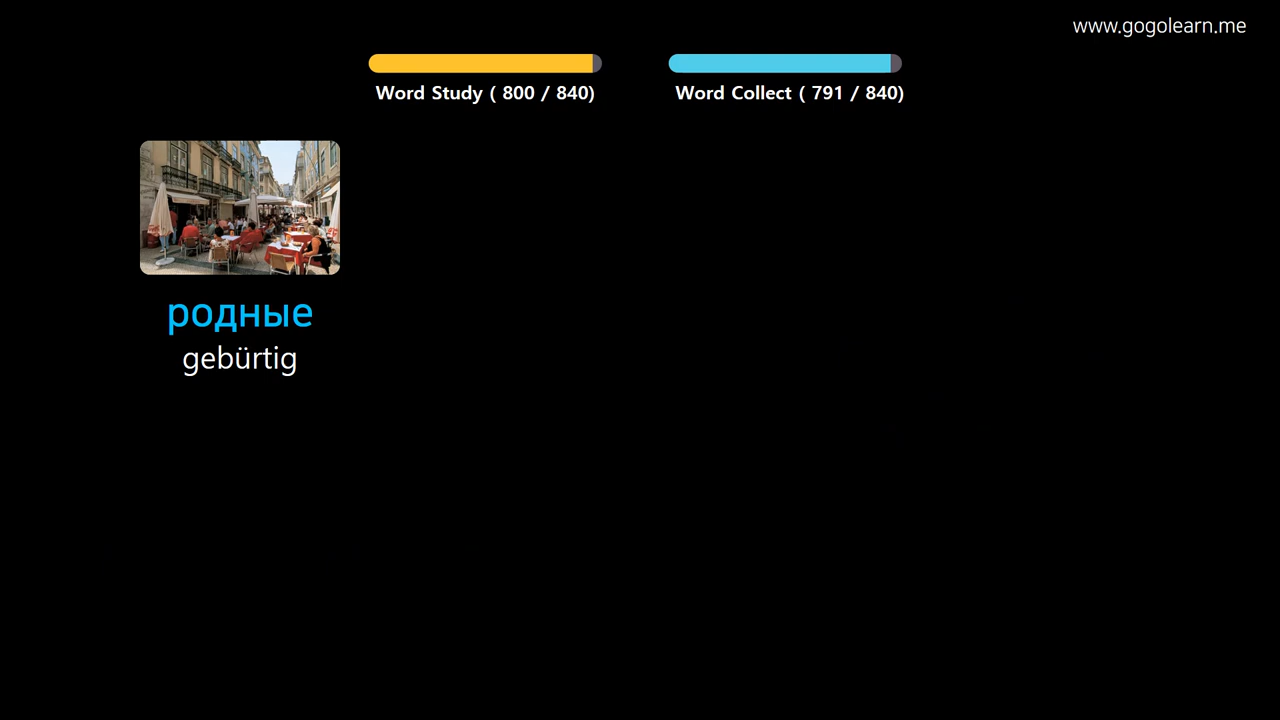 www.gogolearn.me
Word Study ( 800 / 840)
Word Collect ( 791 / 840)
родные
gebürtig